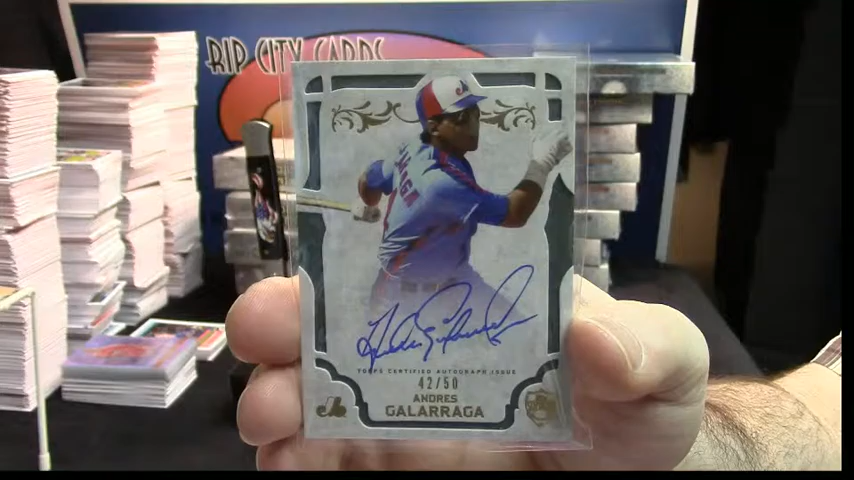 RIP CITY CARDS
TOPPS CERTIFIED AUTOGRAPH ISSUE
42/50
ANDRES
GALARRAGA